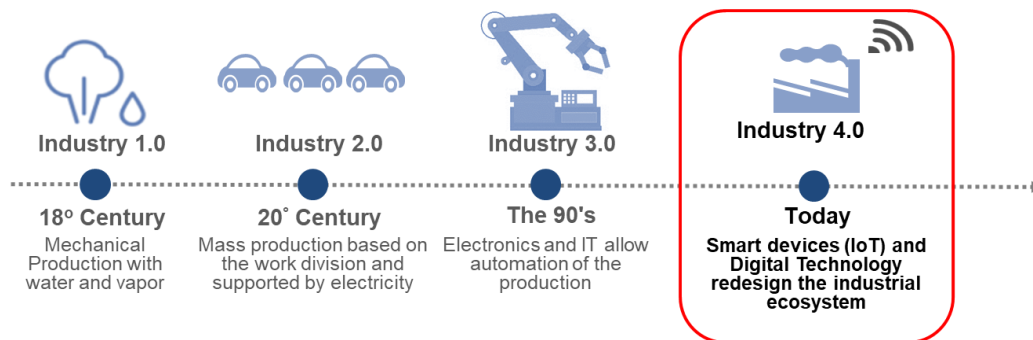 Industry 1.0
Industry 2.0
Industry 3.0
Industry 4.0
18º Century
20˚ Century
The 90's
Today
Mechanical
Production with
water and vapor
Mass production based on
the work division and
supported by electricity
Electronics and IT allow
automation of the
production
Smart devices (IoT) and
Digital Technology
redesign the industrial
ecosystem